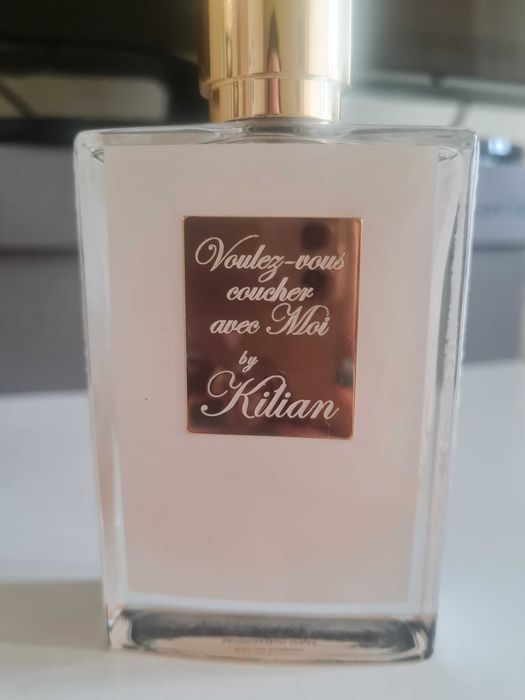 Voulez-vous
coucher
avec Moi
by
Kilian